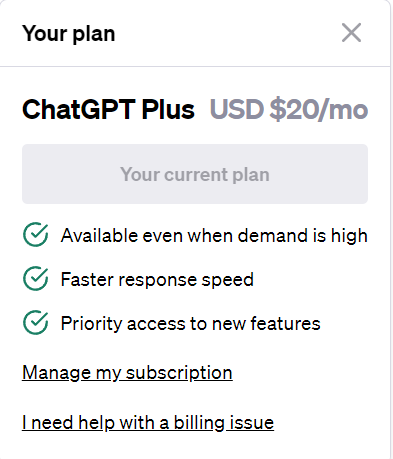 Your plan
ChatGPT Plus USD $20/mo
Your current plan
Available even when demand is high
Faster response speed
Priority access to new features
Manage my subscription
I need help with a billing issue